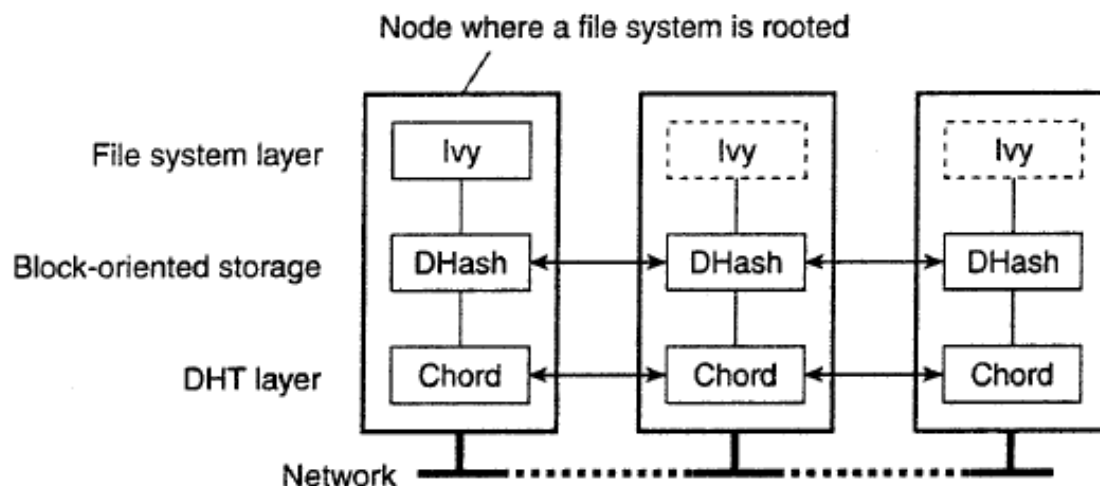 Node where a file system is rooted
File system layer
Ivy
Ivy
Ivy
Block-oriented storage
DHash
DHash
DHash
DHT layer
Chord
Chord
Chord
Network